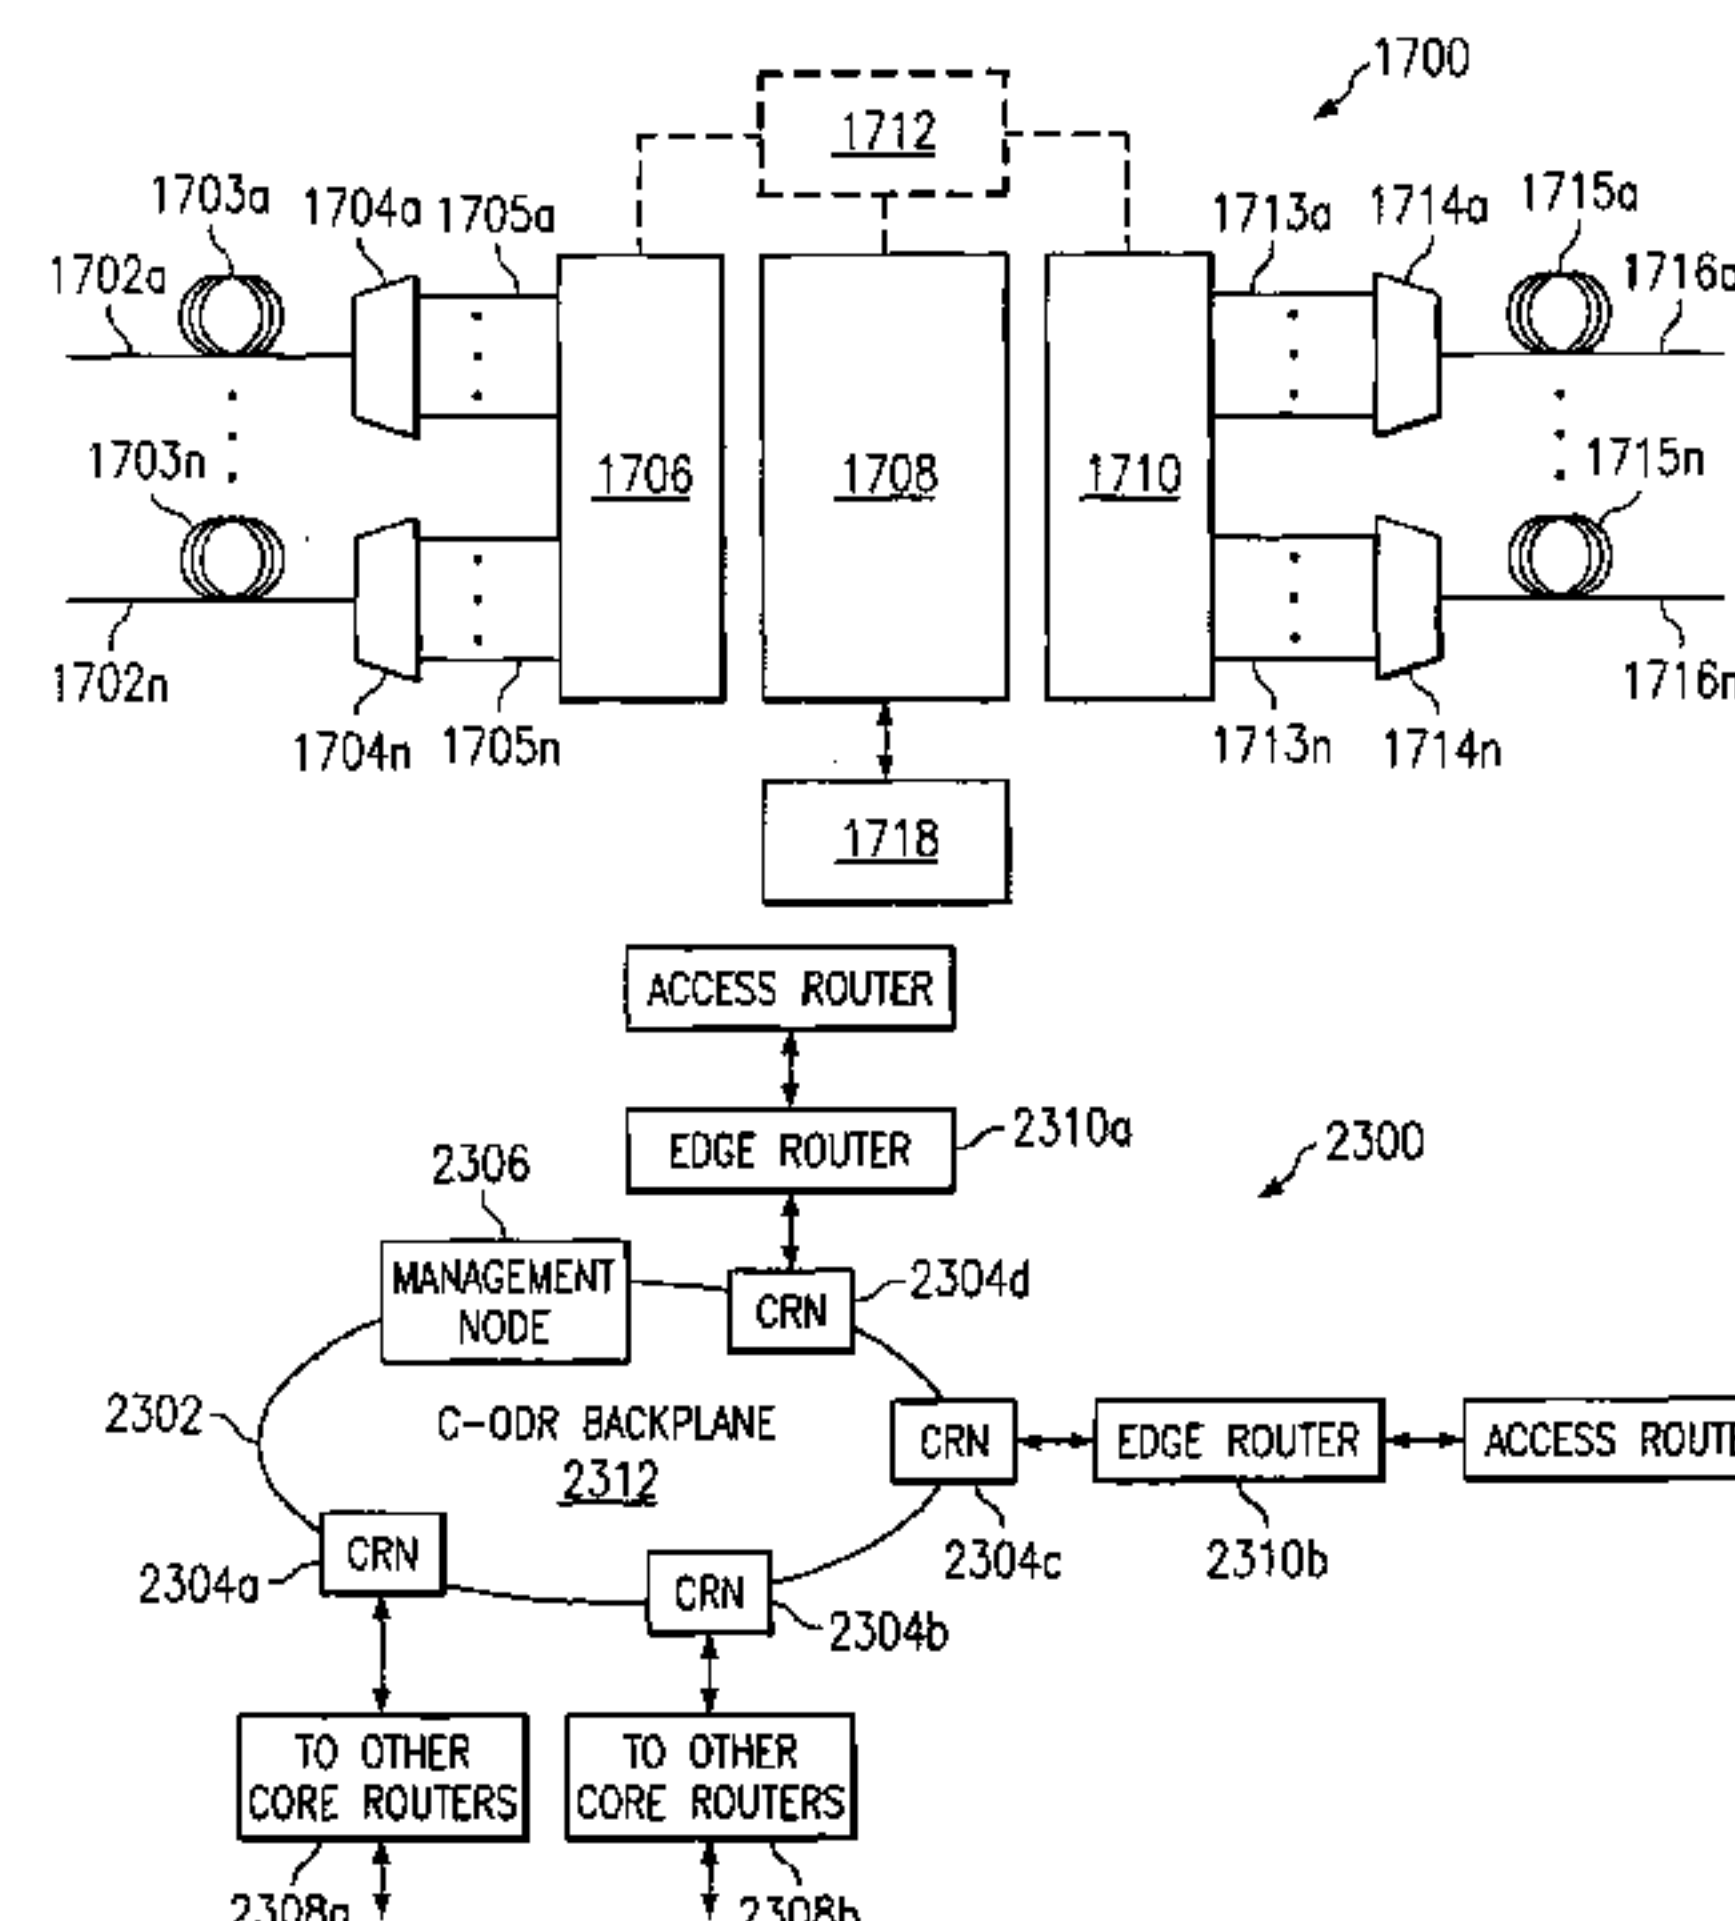 1700
1712
1703a 1704a 1705a
1713a 1714a 1715a
1702a
1703n
1706
1708
1710
1715n
1702n
1704n 1705n
1713n 1714n
1718
ACCESS ROUTER
EDGE ROUTER
2310a
2300
2306
MANAGEMENT
NODE
CRN
2304d
2302
C-ODR BACKPLANE
2312
CRN
EDGE ROUTER
ACCESS
2304c
2310b
CRN
2304a
CRN
2304b
TO OTHER
CORE ROUTERS
TO OTHER
CORE ROUTERS